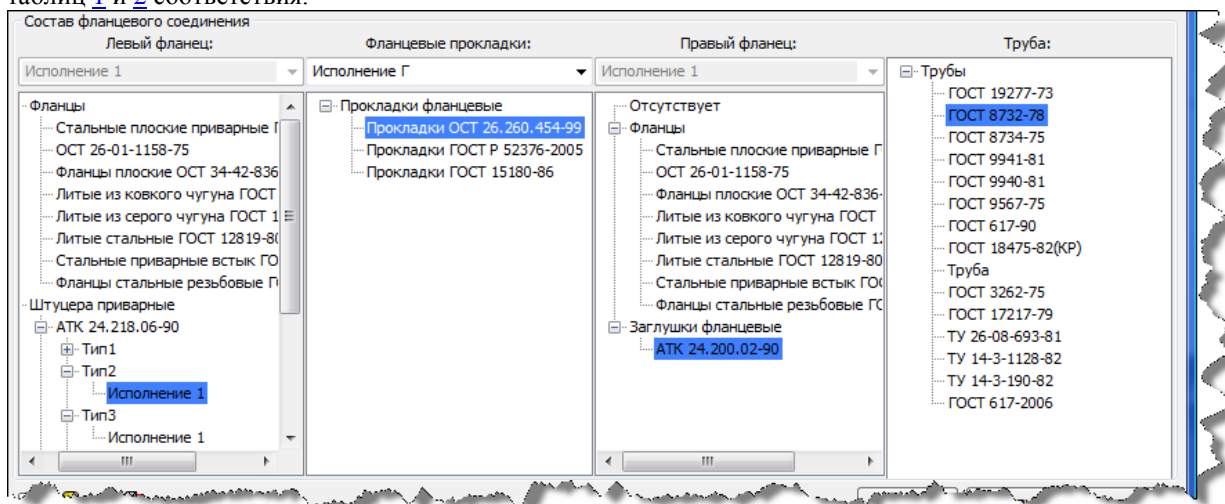 таблиц 1 и 2 соответствия.
Состав фланцевого соединения
Левый фланец:
Исполнение 1
Фланцы
Стальные плоские приварные Г
ОСТ 26-01-1158-75
Фланцы плоские ОСТ 34-42-836
Литые из ковкого чугуна ГОСТ
Литые из серого чугуна ГОСТ 1
Литые стальные ГОСТ 12819-80
Стальные приварные встык ГО
Фланцы стальные резьбовые Г
Штуцера приварные
АТК 24.218.06-90
Тип1
Тип2
Исполнение 1
Тип3
Исполнение 1
Фланцевые прокладки:
Исполнение Г
Прокладки фланцевые
Прокладки ОСТ 26.260.454-99
Прокладки ГОСТ Р 52376-2005
Прокладки ГОСТ 15180-86
Правый фланец:
Исполнение 1
Отсутствует
Фланцы
Стальные плоские приварные Г
ОСТ 26-01-1158-75
Фланцы плоские ОСТ 34-42-836-
Литые из ковкого чугуна ГОСТ
Литые из серого чугуна ГОСТ 1
Литые стальные ГОСТ 12819-80
Стальные приварные встык ГО
Фланцы стальные резьбовые ГО
Заглушки фланцевые
АТК 24.200.02-90
Труба:
Трубы
ГОСТ 19277-73
ГОСТ 8732-78
ГОСТ 8734-75
ГОСТ 9941-81
ГОСТ 9940-81
ГОСТ 9567-75
ГОСТ 617-90
ГОСТ 18475-82(КР)
Труба
ГОСТ 3262-75
ГОСТ 17217-79
ТУ 26-08-693-81
ТУ 14-3-1128-82
ТУ 14-3-190-82
ГОСТ 617-2006